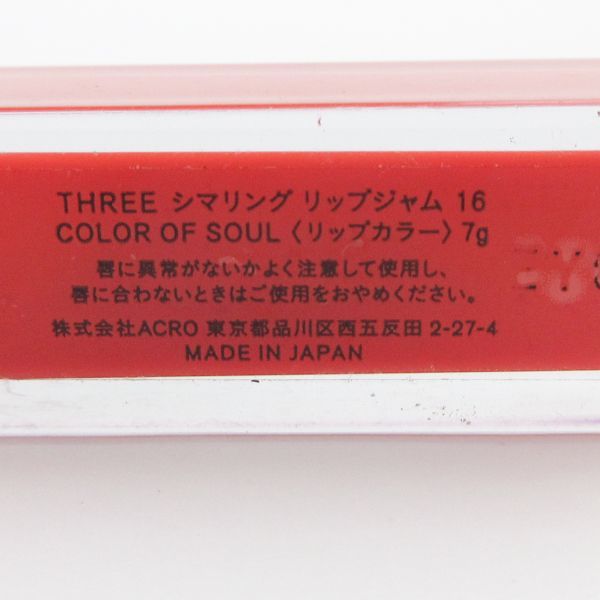 THREE シマリング リップジャム 16
COLOR OF SOUL〈リップカラー〉7g
唇に異常がないかよく注意して使用し、
唇に合わないときはご使用をおやめください。
株式会社ACRO 東京都品川区西五反田 2-27-4
MADE IN JAPAN